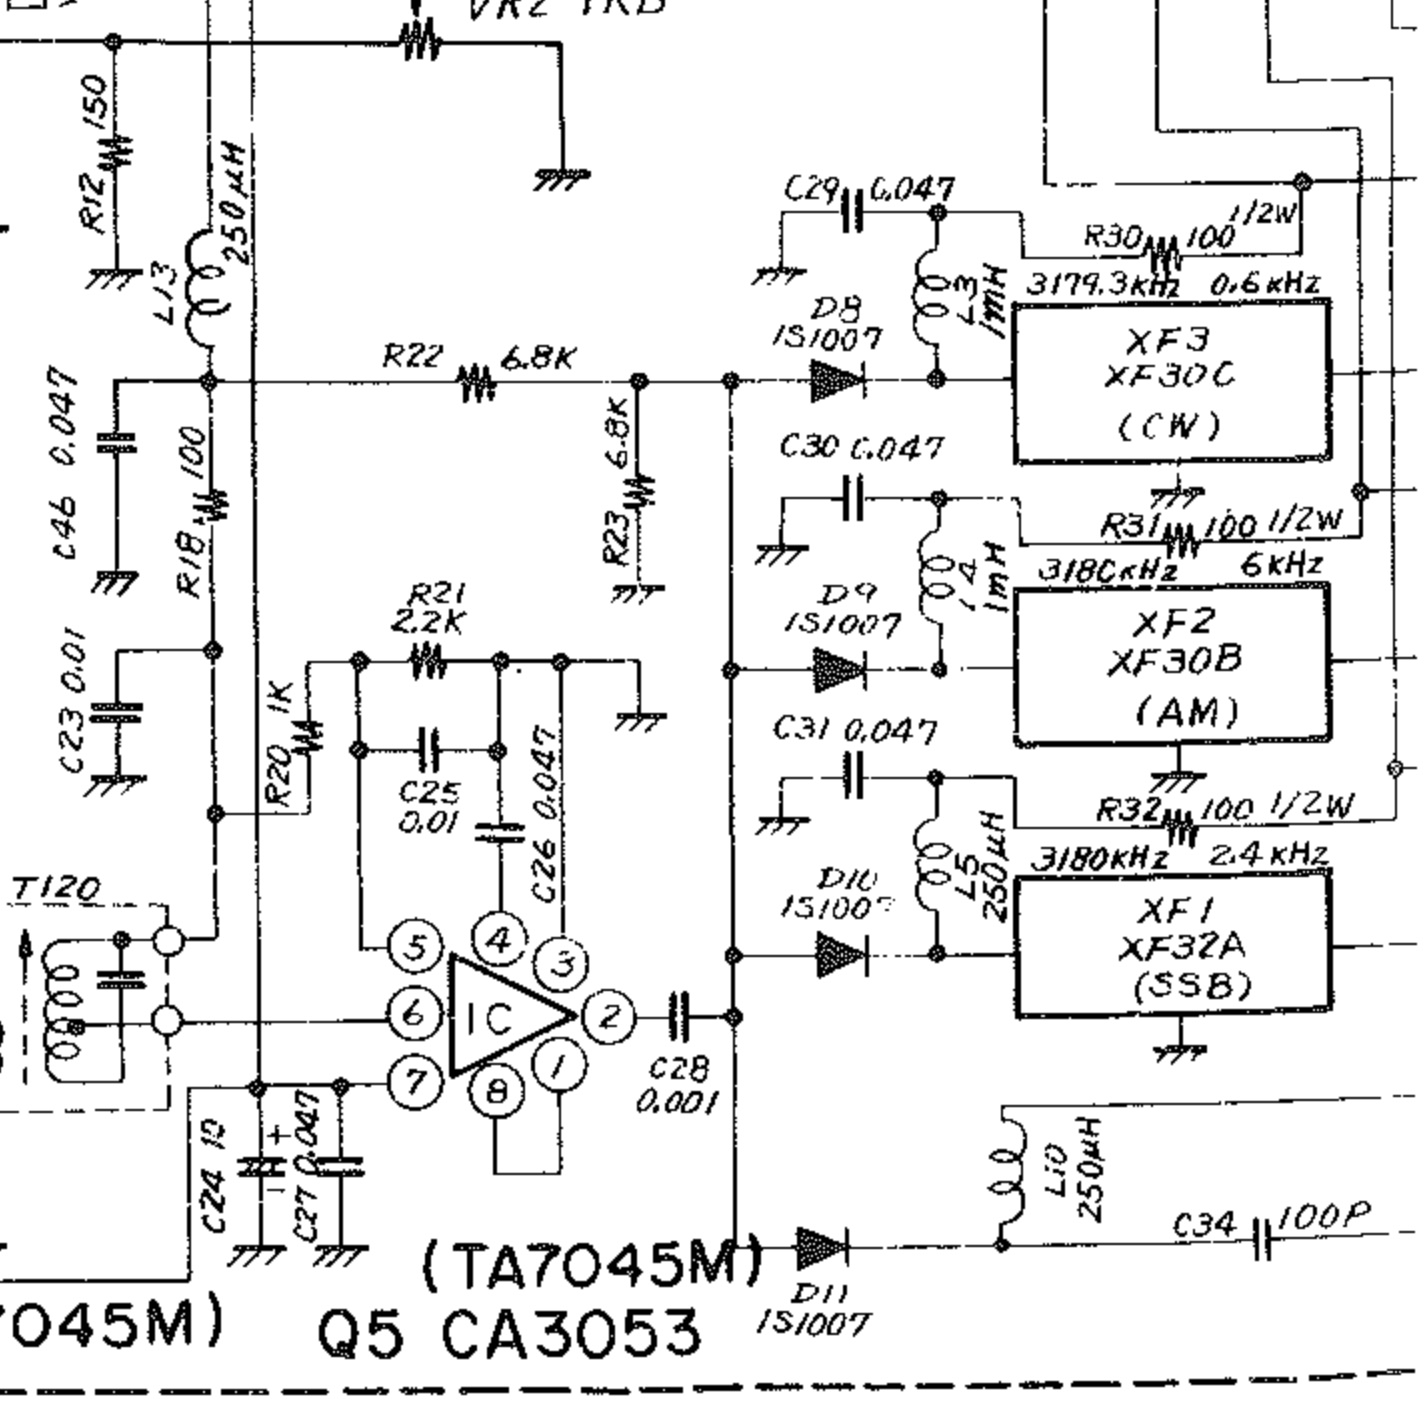 VR2 1KB
R12 150
L13 250μH
C46 0.047
R18 100
C23 0.01
T120
R22 6.8K
R23 6.8K
R21
2.2K
R20 1K
C25
0.01
C26 0.047
5
4
3
6
IC
2
7
8
1
C28
0.001
C24 10
+
-
C27 0.047
(TA7045M)
7045M)
Q5 CA3053
C29 0.047
1/2W
R30 100
L3
1mH
3179.3kHz 0.6kHz
D8
1S1007
XF3
XF30C
(CW)
C30 0.047
R31 100 1/2W
L4
1mH
3180kHz 6kHz
D9
1S1007
XF2
XF30B
(AM)
C31 0.047
R32 100 1/2W
L5
250μH
3180kHz 2.4kHz
D10
1S1007
XF1
XF32A
(SSB)
L10
250μH
C34 100P
D11
1S1007